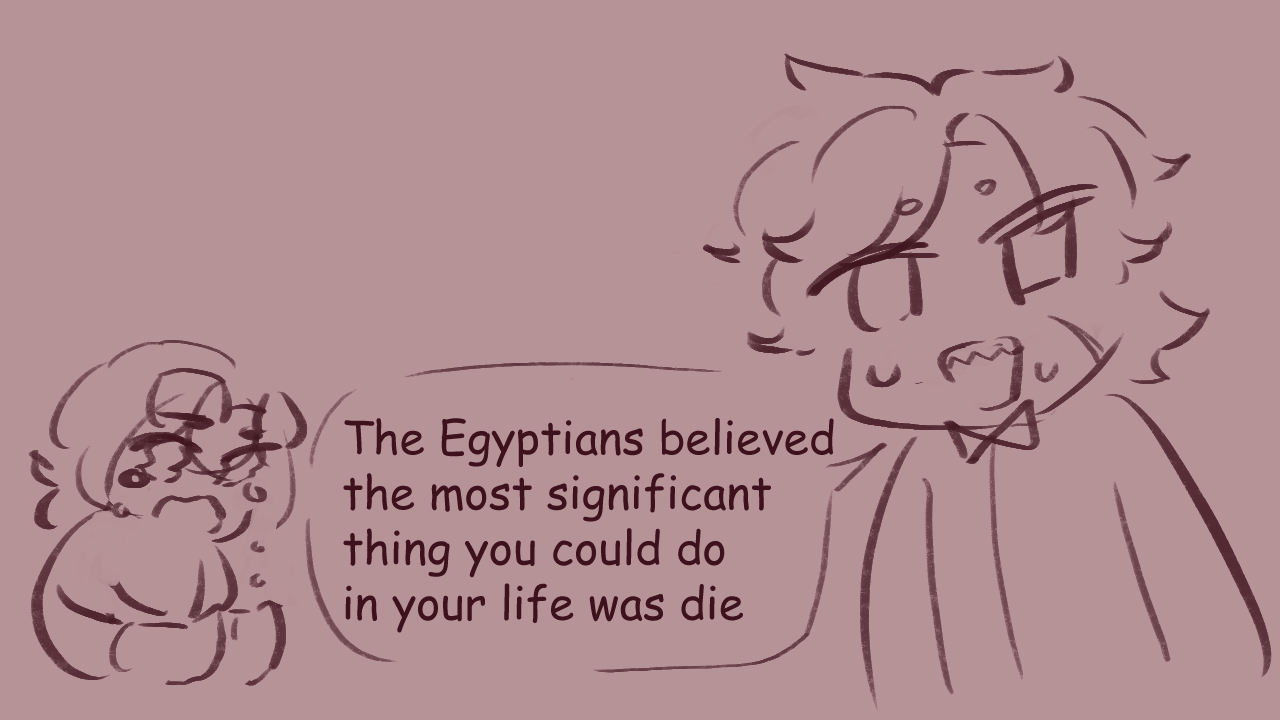 The Egyptians believed
the most significant
thing you could do
in your life was die